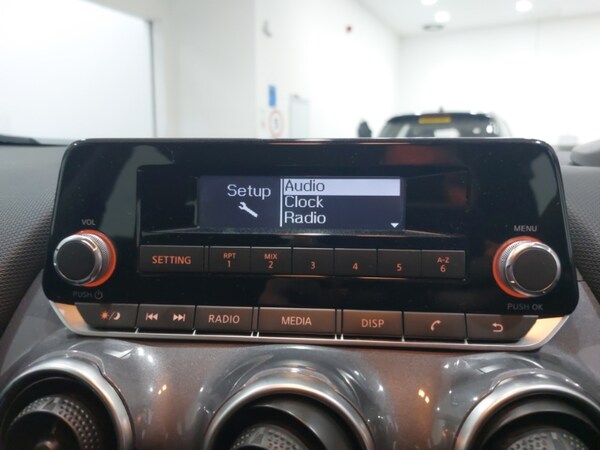 VOL
MENU
Setup
Audio
Clock
Radio
SETTING
RPT
1
MIX
2
3
4
5
A-Z
6
PUSH
PUSH OK
RADIO
MEDIA
DISP